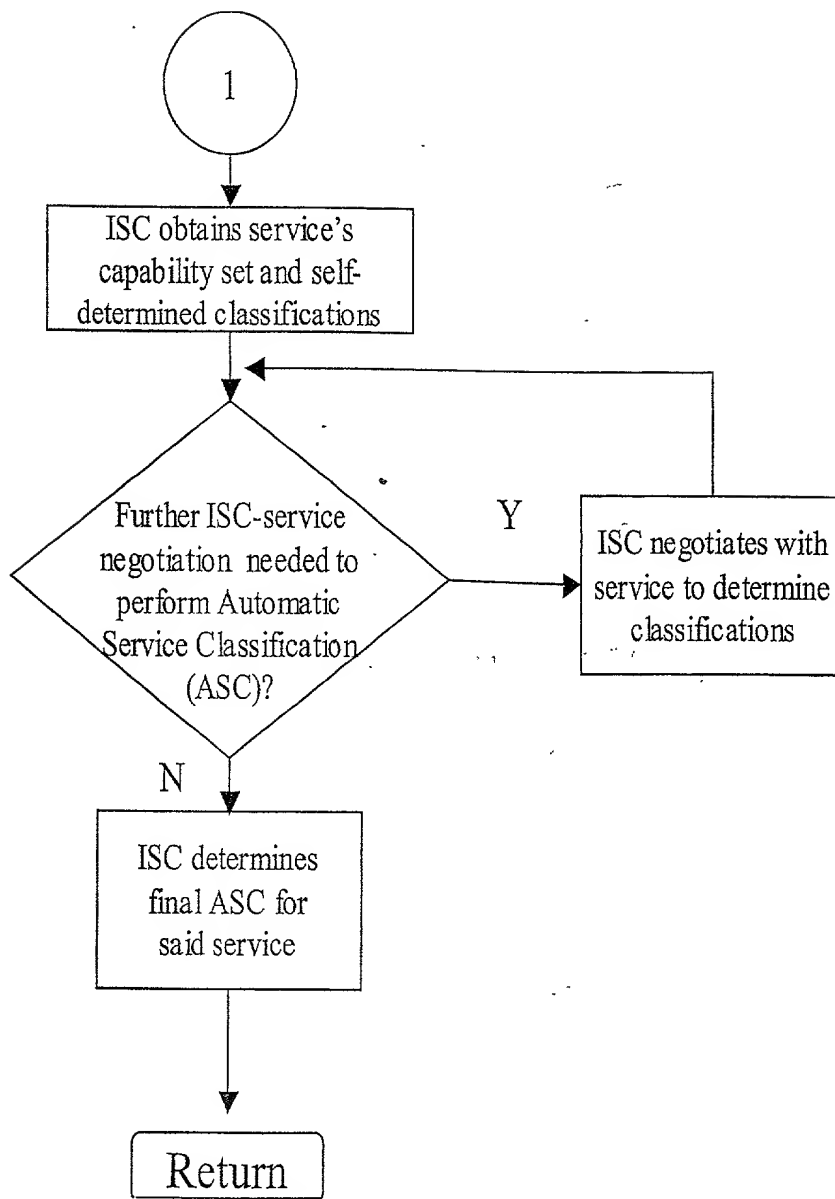 1
ISC obtains service's
capability set and self-
determined classifications
Further ISC-service
negotiation needed to
perform Automatic
Service Classification
(ASC)?
Y
ISC negotiates with
service to determine
classifications
N
ISC determines
final ASC for
said service
Return